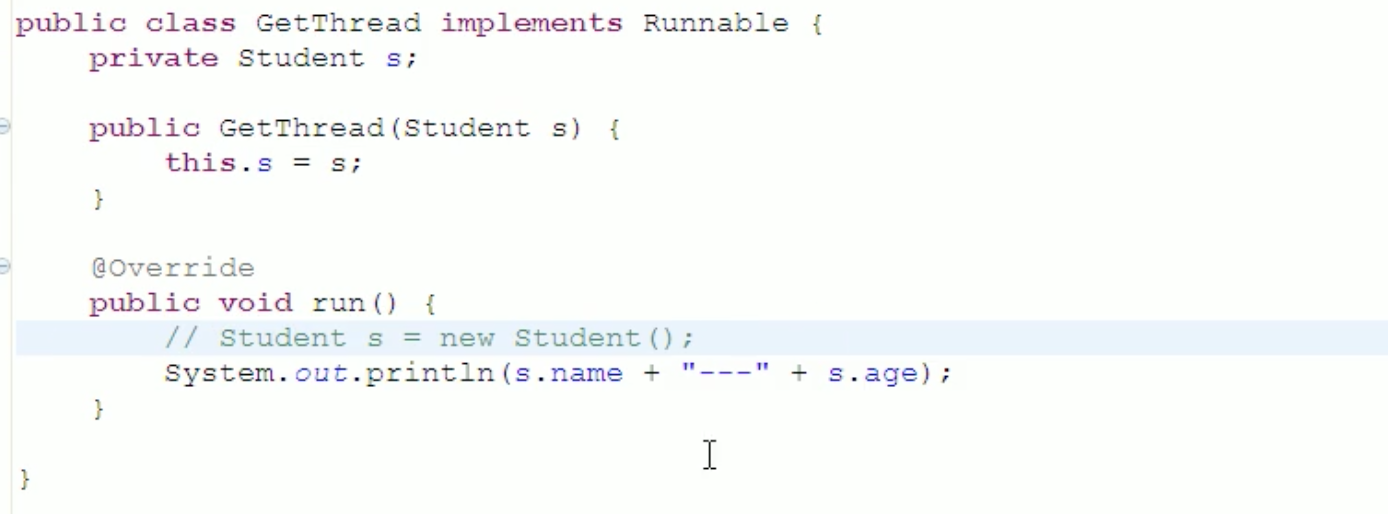 public class GetThread implements Runnable {
private Student s;
public GetThread(Student s) {
this.s = s;
}
@Override
public void run() {
// Student s = new Student();
System.out.println(s.name + "---" + s.age);
}
}